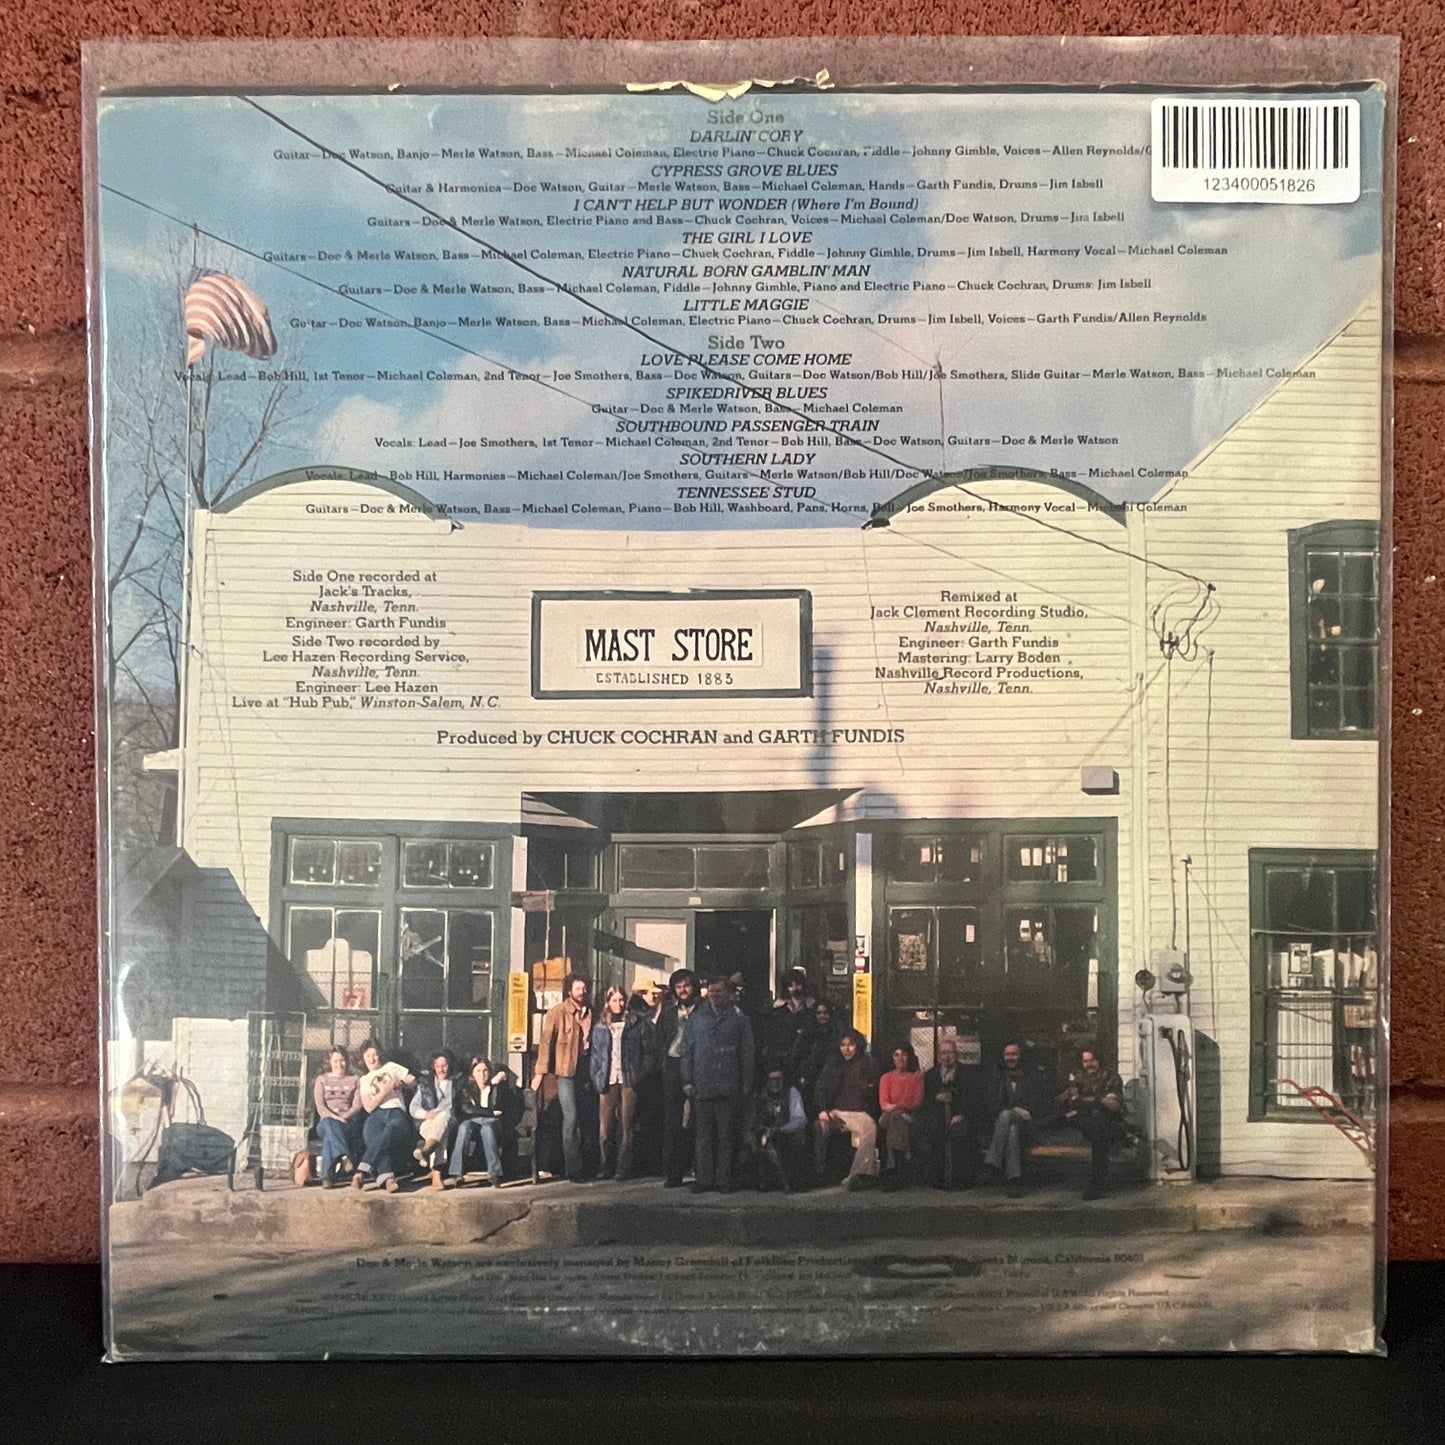 Side One
DARLIN' CORY
Guitar—Doc Watson, Banjo—Merle Watson, Bass—Michael Coleman, Electric Piano—Chuck Cochran, Fiddle—Johnny Gimble, Voices—Allen Reynolds/G
123400051826
CYPRESS GROVE BLUES
Guitar & Harmonica—Doc Watson, Guitar—Merle Watson, Bass—Michael Coleman, Hands—Garth Fundis, Drums—Jim Isbell
I CAN'T HELP BUT WONDER (Where I'm Bound)
Guitars—Doc & Merle Watson, Electric Piano and Bass—Chuck Cochran, Voices—Michael Coleman/Doc Watson, Drums—Jim Isbell
THE GIRL I LOVE
Guitars—Doc & Merle Watson, Bass—Michael Coleman, Electric Piano—Chuck Cochran, Fiddle—Johnny Gimble, Drums—Jim Isbell, Harmony Vocal—Michael Coleman
NATURAL BORN GAMBLIN' MAN
Guitars—Doc & Merle Watson, Bass—Michael Coleman, Fiddle—Johnny Gimble, Piano and Electric Piano—Chuck Cochran, Drums: Jim Isbell
LITTLE MAGGIE
Guitar—Doc Watson, Banjo—Merle Watson, Bass—Michael Coleman, Electric Piano—Chuck Cochran, Drums—Jim Isbell, Voices—Garth Fundis/Allen Reynolds
Side Two
LOVE PLEASE COME HOME
Vocals: Lead—Bob Hill, 1st Tenor—Michael Coleman, 2nd Tenor—Joe Smothers, Bass—Doc Watson, Guitars—Doc Watson/Bob Hill/Joe Smothers, Slide Guitar—Merle Watson, Bass—Michael Coleman
SPIKEDRIVER BLUES
Guitar—Doc & Merle Watson, Bass—Michael Coleman
SOUTHBOUND PASSENGER TRAIN
Vocals: Lead—Joe Smothers, 1st Tenor—Michael Coleman, 2nd Tenor—Bob Hill, Bass—Doc Watson, Guitars—Doc & Merle Watson
SOUTHERN LADY
Vocals: Lead—Bob Hill, Harmonies—Michael Coleman/Joe Smothers, Guitars—Merle Watson/Bob Hill/Doc Watson/Joe Smothers, Bass—Michael Coleman
TENNESSEE STUD
Guitars—Doc & Merle Watson, Bass—Michael Coleman, Piano—Bob Hill, Washboard, Pans, Horns, Bell—Joe Smothers, Harmony Vocal—Michael Coleman
Side One recorded at
Jack's Tracks,
Nashville, Tenn.
Engineer: Garth Fundis
Side Two recorded by
Lee Hazen Recording Service,
Nashville, Tenn.
Engineer: Lee Hazen
Live at "Hub Pub," Winston-Salem, N.C.
MAST STORE
ESTABLISHED 1883
Remixed at
Jack Clement Recording Studio,
Nashville, Tenn.
Engineer: Garth Fundis
Mastering: Larry Boden
Nashville Record Productions,
Nashville, Tenn.
Produced by CHUCK COCHRAN and GARTH FUNDIS
Doc & Merle Watson are exclusively managed by Manny Greenhill of Folklore Productions, Santa Monica, California 90401